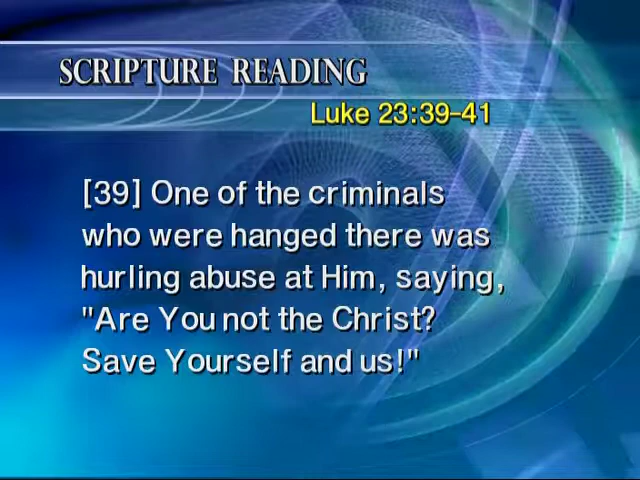 SCRIPTURE READING
Luke 23:39-41
[39] One of the criminals
who were hanged there was
hurling abuse at Him, saying,
"Are You not the Christ?
Save Yourself and us!"